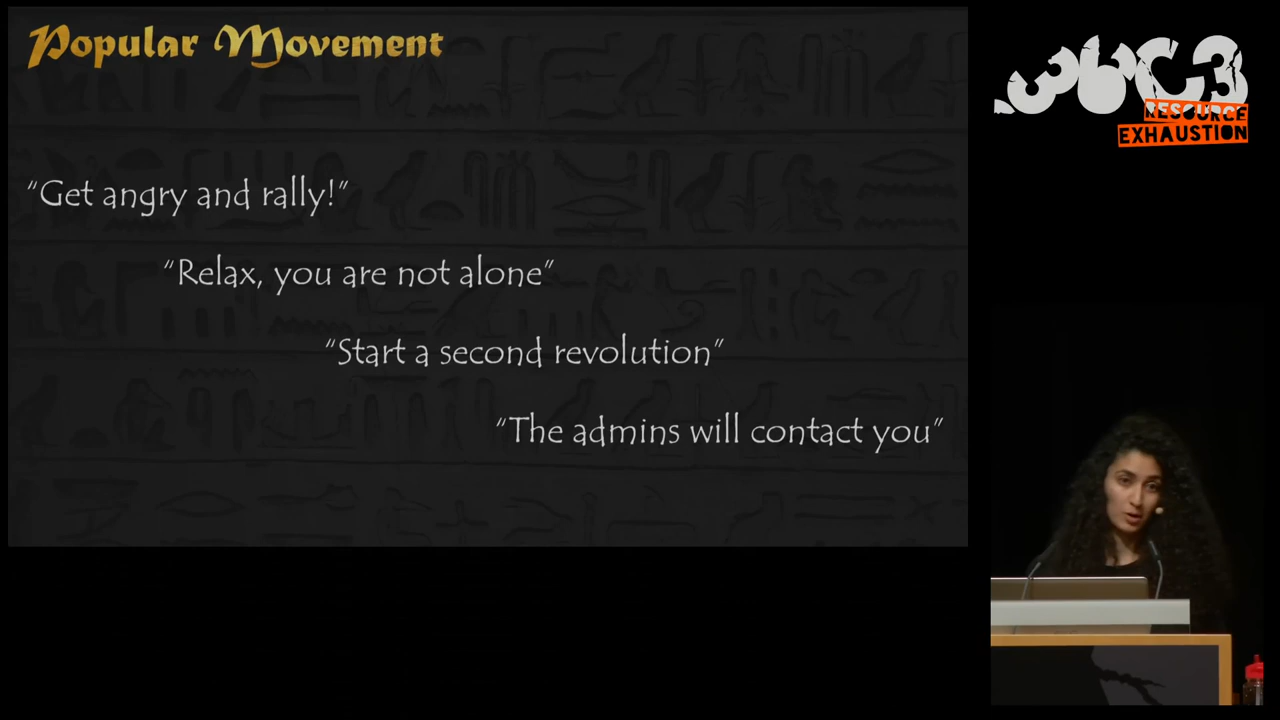 Popular Movement
“Get angry and rally!”
“Relax, you are not alone”
“Start a second revolution”
“The admins will contact you”
36C3
RESOURCE
EXHAUSTION